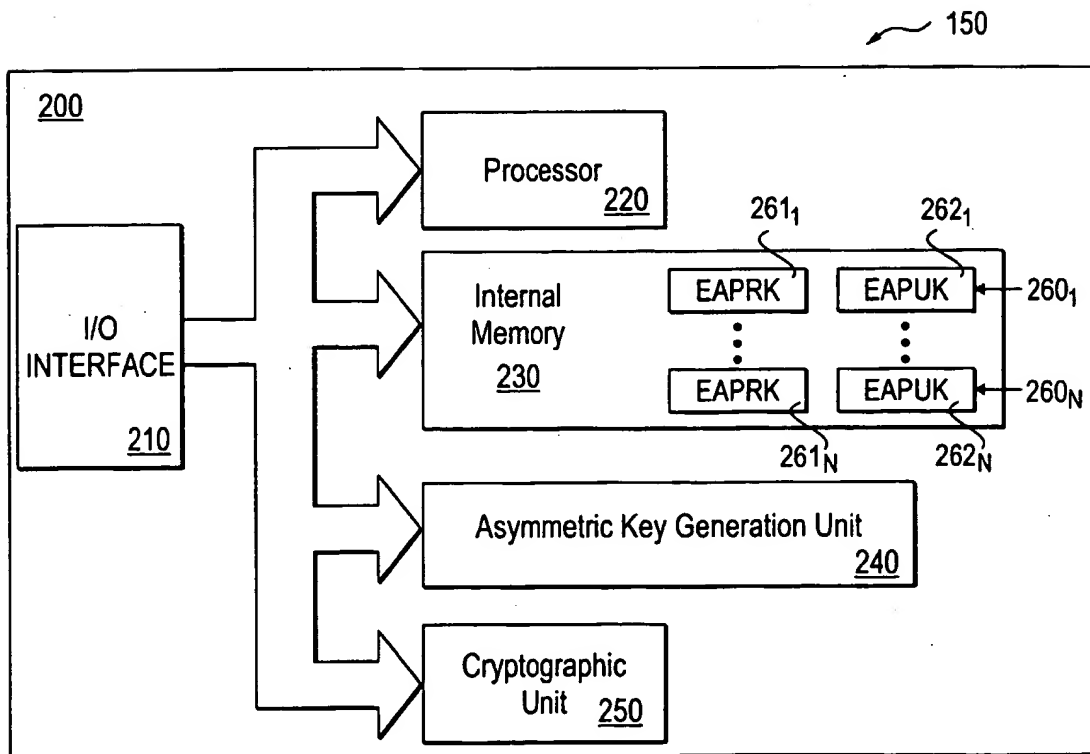 150
200
Processor
220
I/O
INTERFACE
210
Internal
Memory
230
261₁
262₁
EAPRK
EAPUK
260₁
EAPRK
EAPUK
260N
261N
262N
Asymmetric Key Generation Unit
240
Cryptographic
Unit
250